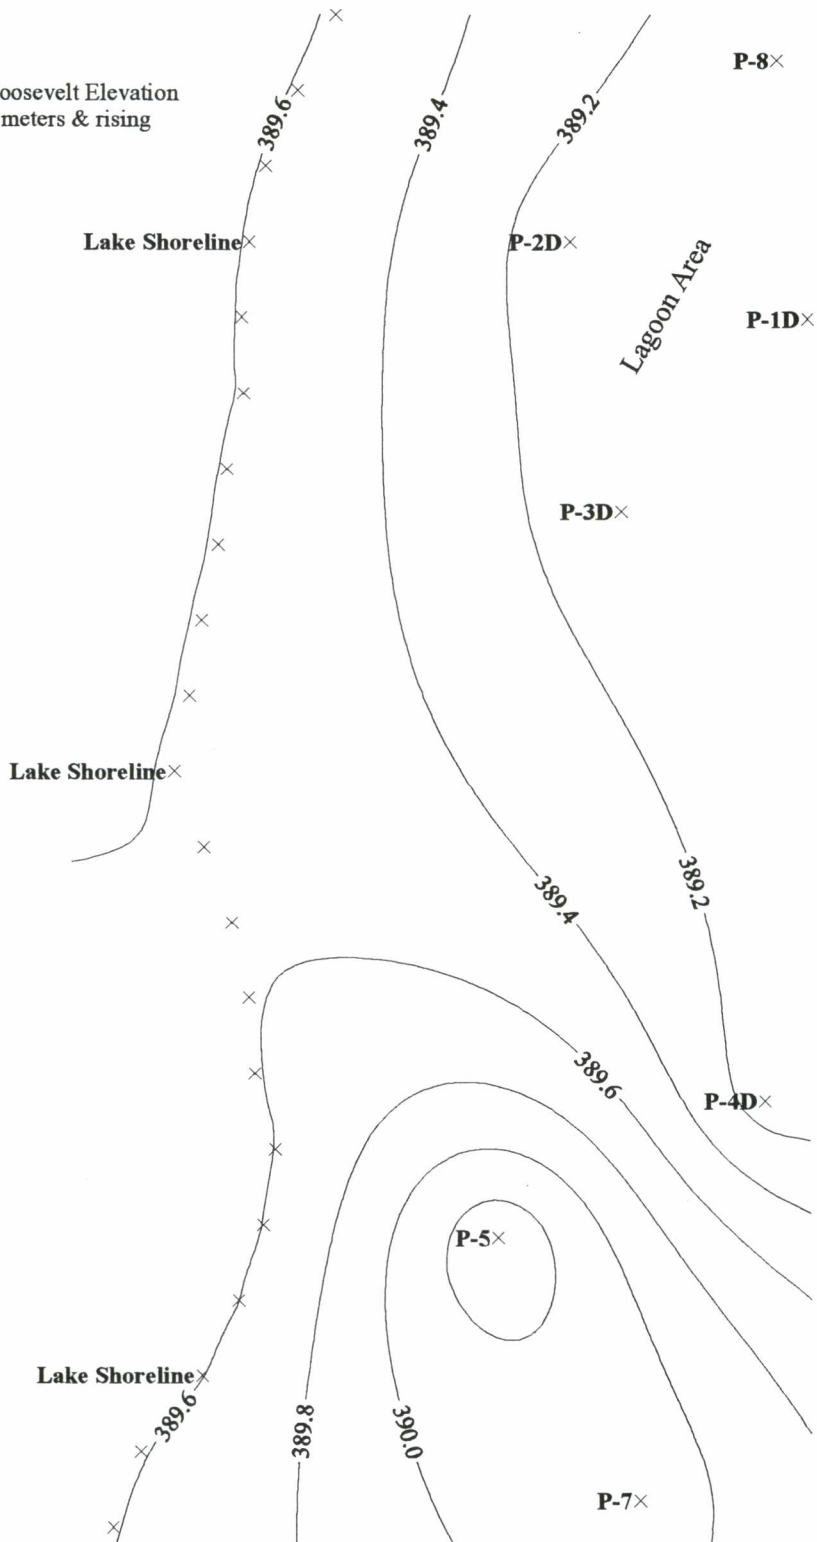 P-8
oosevelt Elevation
meters & rising
389.6
389.4
389.2
Lake Shoreline
P-2D
Lagoon Area
P-1D
P-3D
Lake Shoreline
389.4
389.2
389.6
P-4D
P-5
Lake Shoreline
389.6
389.8
390.0
P-7